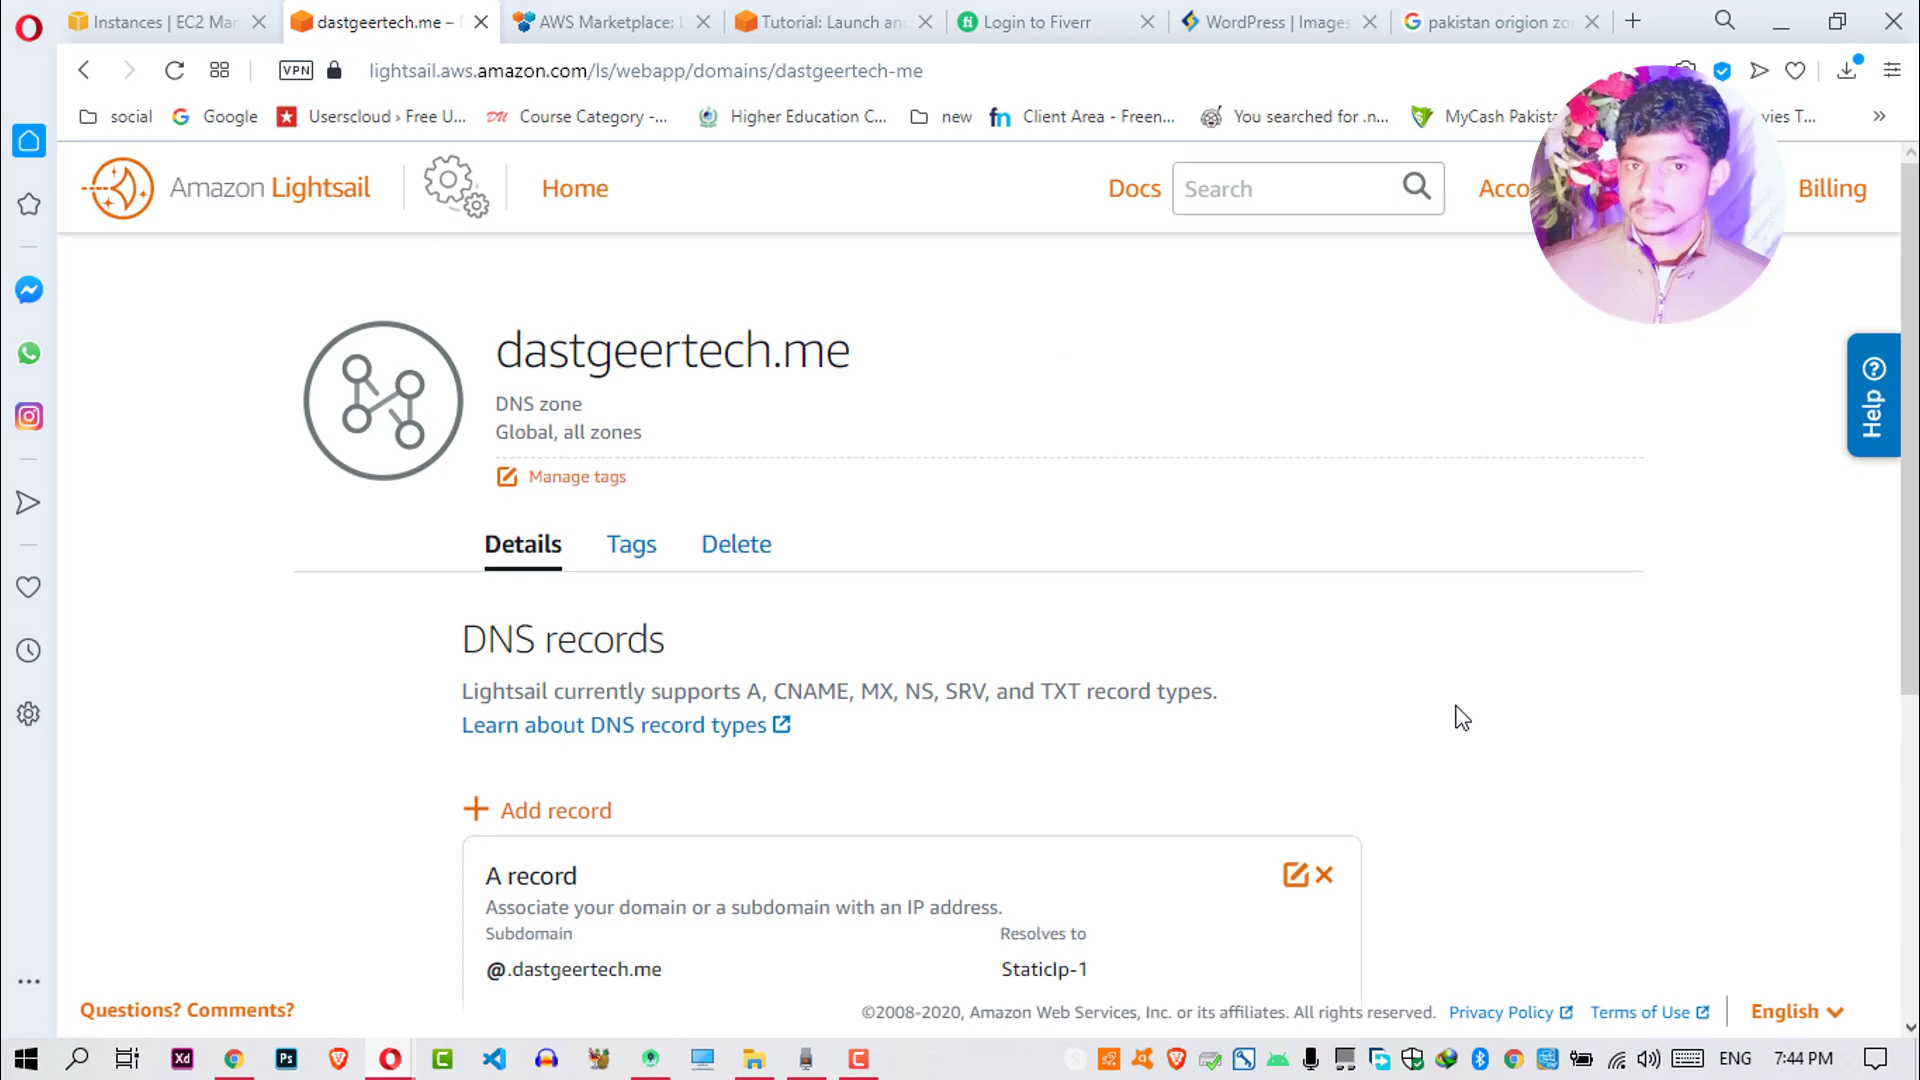 Instances | EC2 Man
dastgeertech.me –
AWS Marketplace:
Tutorial: Launch an
Login to Fiverr
WordPress | Images
pakistan origion zo
VPN
lightsail.aws.amazon.com/ls/webapp/domains/dastgeertech-me
social
Google
Userscloud › Free U...
DU Course Category -...
Higher Education C...
new
fn Client Area - Freen...
You searched for .n...
MyCash Pakist
vies T...
»
Amazon Lightsail
Home
Docs
Search
Acco
Billing
Help
dastgeertech.me
DNS zone
Global, all zones
Manage tags
Details
Tags
Delete
DNS records
Lightsail currently supports A, CNAME, MX, NS, SRV, and TXT record types.
Learn about DNS record types
+ Add record
A record
Associate your domain or a subdomain with an IP address.
Subdomain
Resolves to
@.dastgeertech.me
StaticIp-1
Questions? Comments?
©2008-2020, Amazon Web Services, Inc. or its affiliates. All rights reserved.
Privacy Policy
Terms of Use
English
Xd
Ps
ENG
7:44 PM